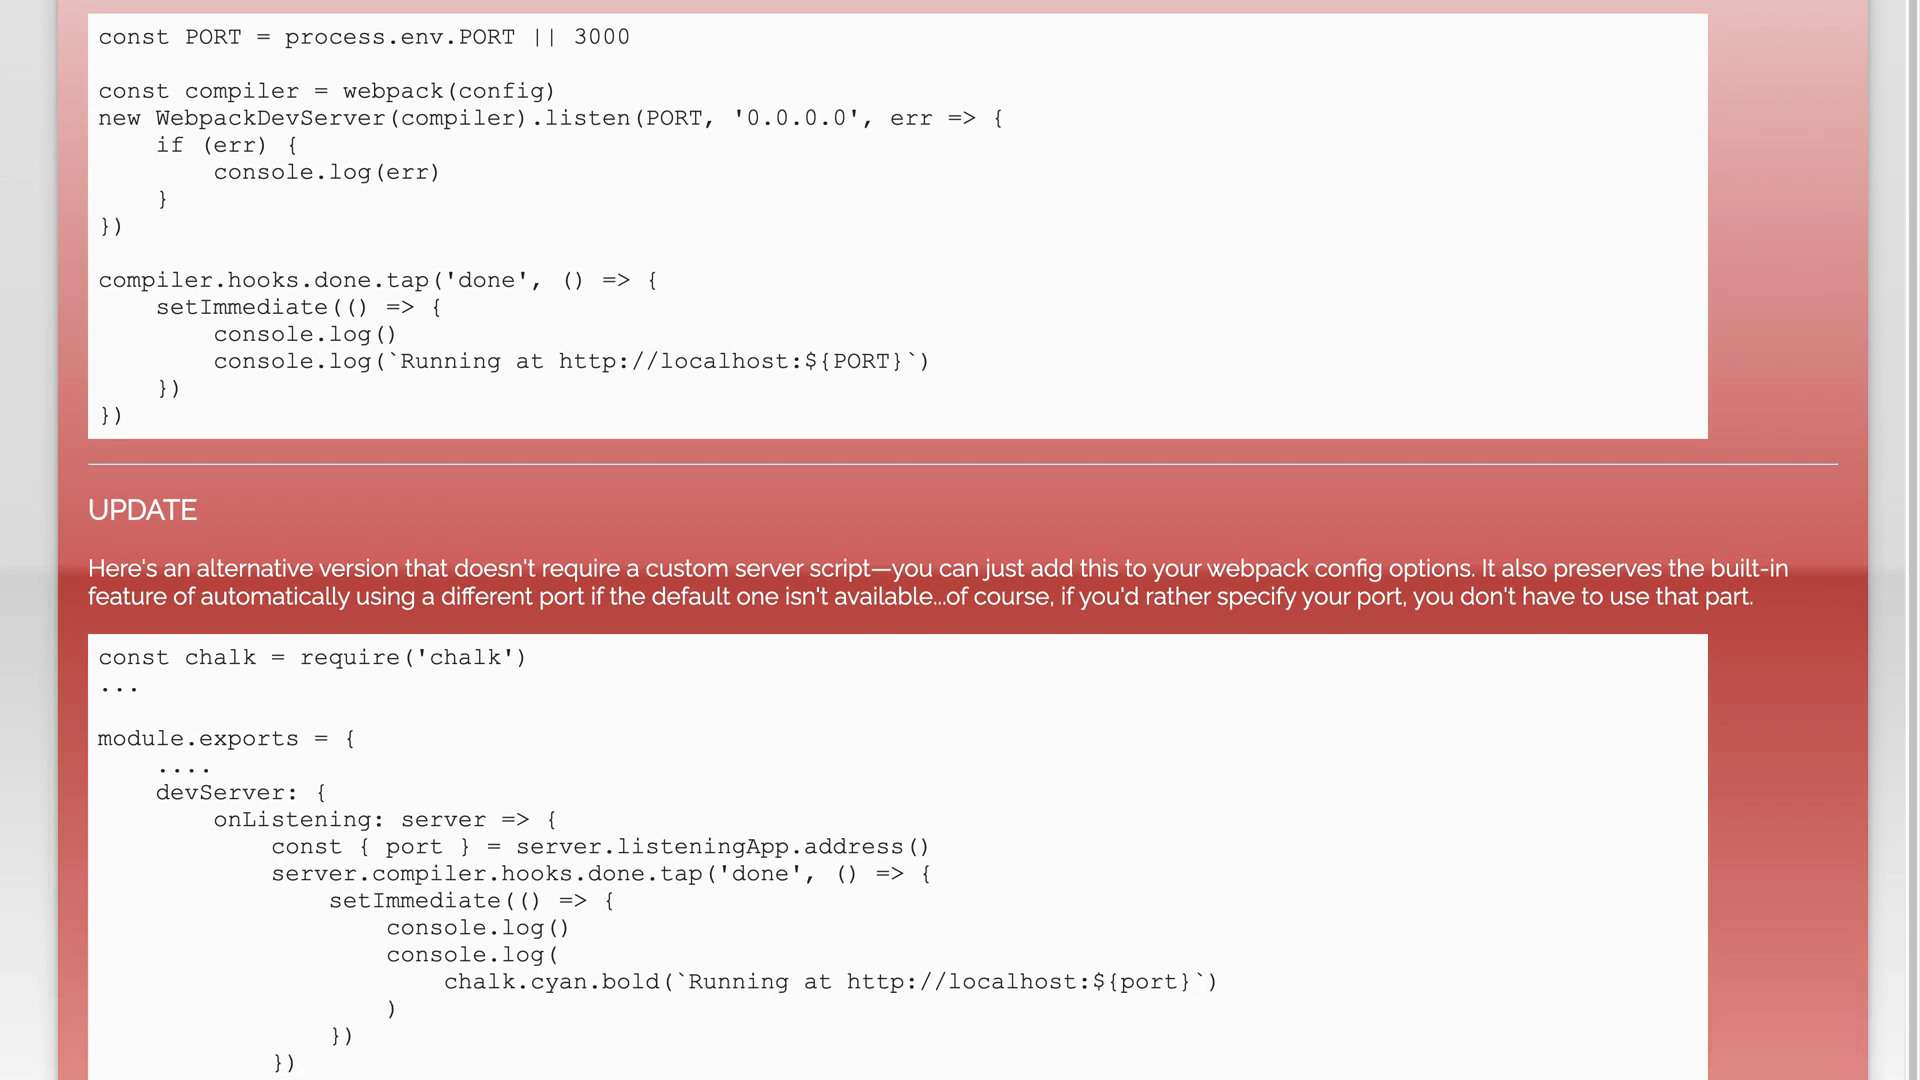 const PORT = process.env.PORT || 3000

const compiler = webpack(config)
new WebpackDevServer(compiler).listen(PORT, '0.0.0.0', err => {
    if (err) {
        console.log(err)
    }
})

compiler.hooks.done.tap('done', () => {
    setImmediate(() => {
        console.log()
        console.log(`Running at http://localhost:${PORT}`)
    })
})
UPDATE
Here's an alternative version that doesn't require a custom server script—you can just add this to your webpack config options. It also preserves the built-in
feature of automatically using a different port if the default one isn't available...of course, if you'd rather specify your port, you don't have to use that part.
const chalk = require('chalk')
...

module.exports = {
    ....
    devServer: {
        onListening: server => {
            const { port } = server.listeningApp.address()
            server.compiler.hooks.done.tap('done', () => {
                setImmediate(() => {
                    console.log()
                    console.log(
                        chalk.cyan.bold(`Running at http://localhost:${port}`)
                    )
                })
            })